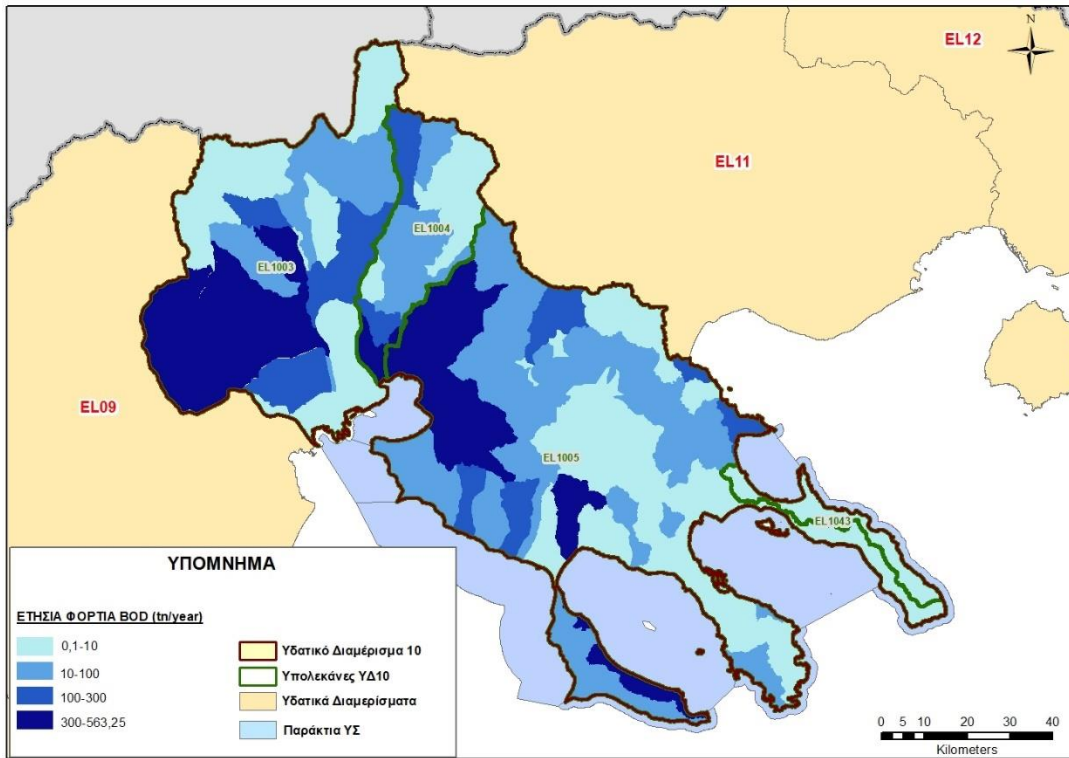 EL12
N
EL11
EL1004
EL1003
EL09
EL1005
EL1043
ΥΠΟΜΝΗΜΑ
ΕΤΗΣΙΑ ΦΟΡΤΙΑ BOD (tn/year)
0,1-10
10-100
100-300
300-563,25
Υδατικό Διαμέρισμα 10
Υπολεκάνες ΥΔ10
Υδατικά Διαμερίσματα
Παράκτια ΥΣ
0 5 10 20 30 40
Kilometers